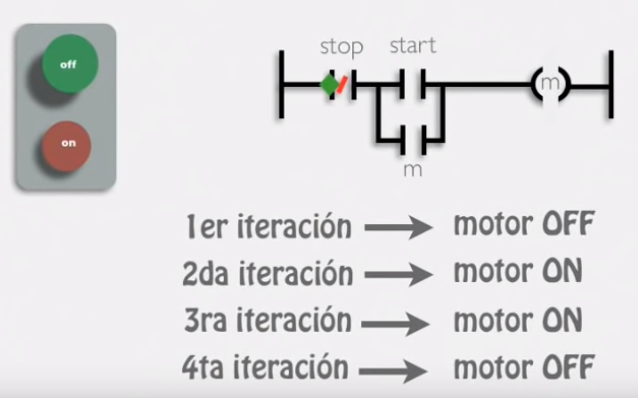 off
on
stop start
m
m
1er iteración motor OFF
2da iteración motor ON
3ra iteración motor ON
4ta iteración motor OFF